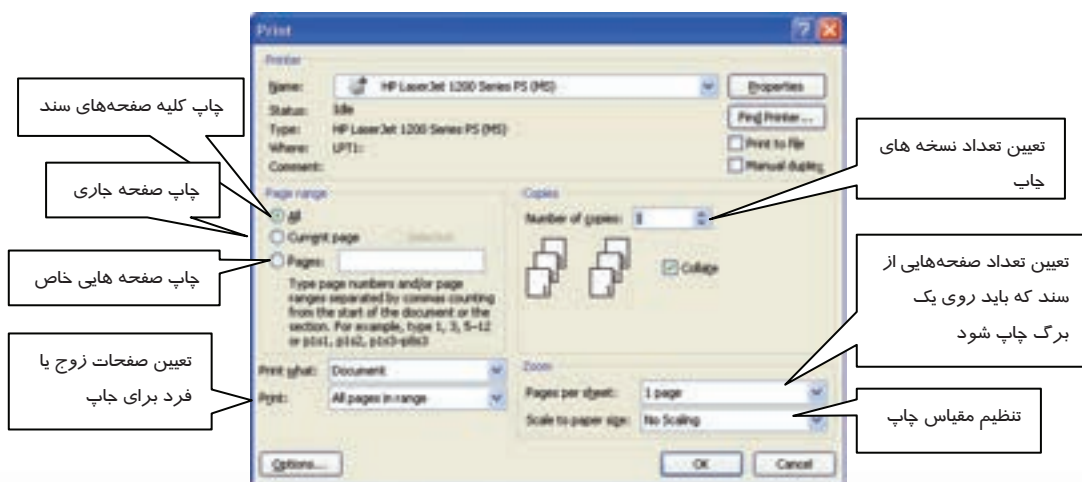 Print
Printer
Name: HP LaserJet 1200 Series PS (MS) Properties
Status: Idle Find Printer...
Type: HP LaserJet 1200 Series PS (MS)
Where: LPT1: Print to file
Comment: Manual duplex
Page range
All
Current page Selection
Pages:
Type page numbers and/or page
ranges separated by commas counting
from the start of the document or the
section. For example, type 1, 3, 5–12
or p1s1, p1s2, p1s3–p8s3
Copies
Number of copies: 1
Collate
Print what: Document
Print: All pages in range
Zoom
Pages per sheet: 1 page
Scale to paper size: No Scaling
Options... OK Cancel
چاپ کلیه صفحه‌های سند
چاپ صفحه جاری
چاپ صفحه هایی خاص
تعیین صفحات زوج یا
فرد برای چاپ
تعیین تعداد نسخه های
چاپ
تعیین تعداد صفحه‌هایی از
سند که باید روی یک
برگ چاپ شود
تنظیم مقیاس چاپ